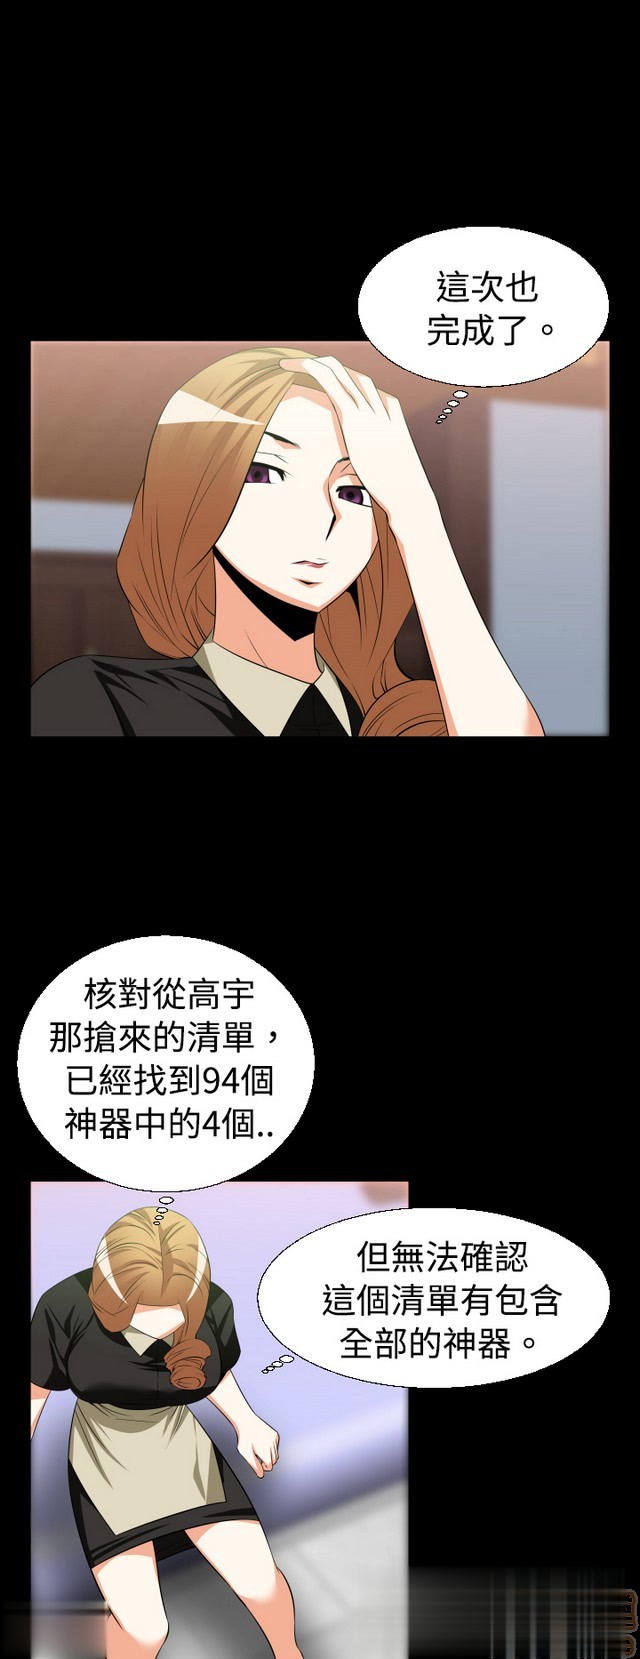 這次也
完成了。
核對從高宇
那搶來的清單，
已經找到94個
神器中的4個..
但無法確認
這個清單有包含
全部的神器。